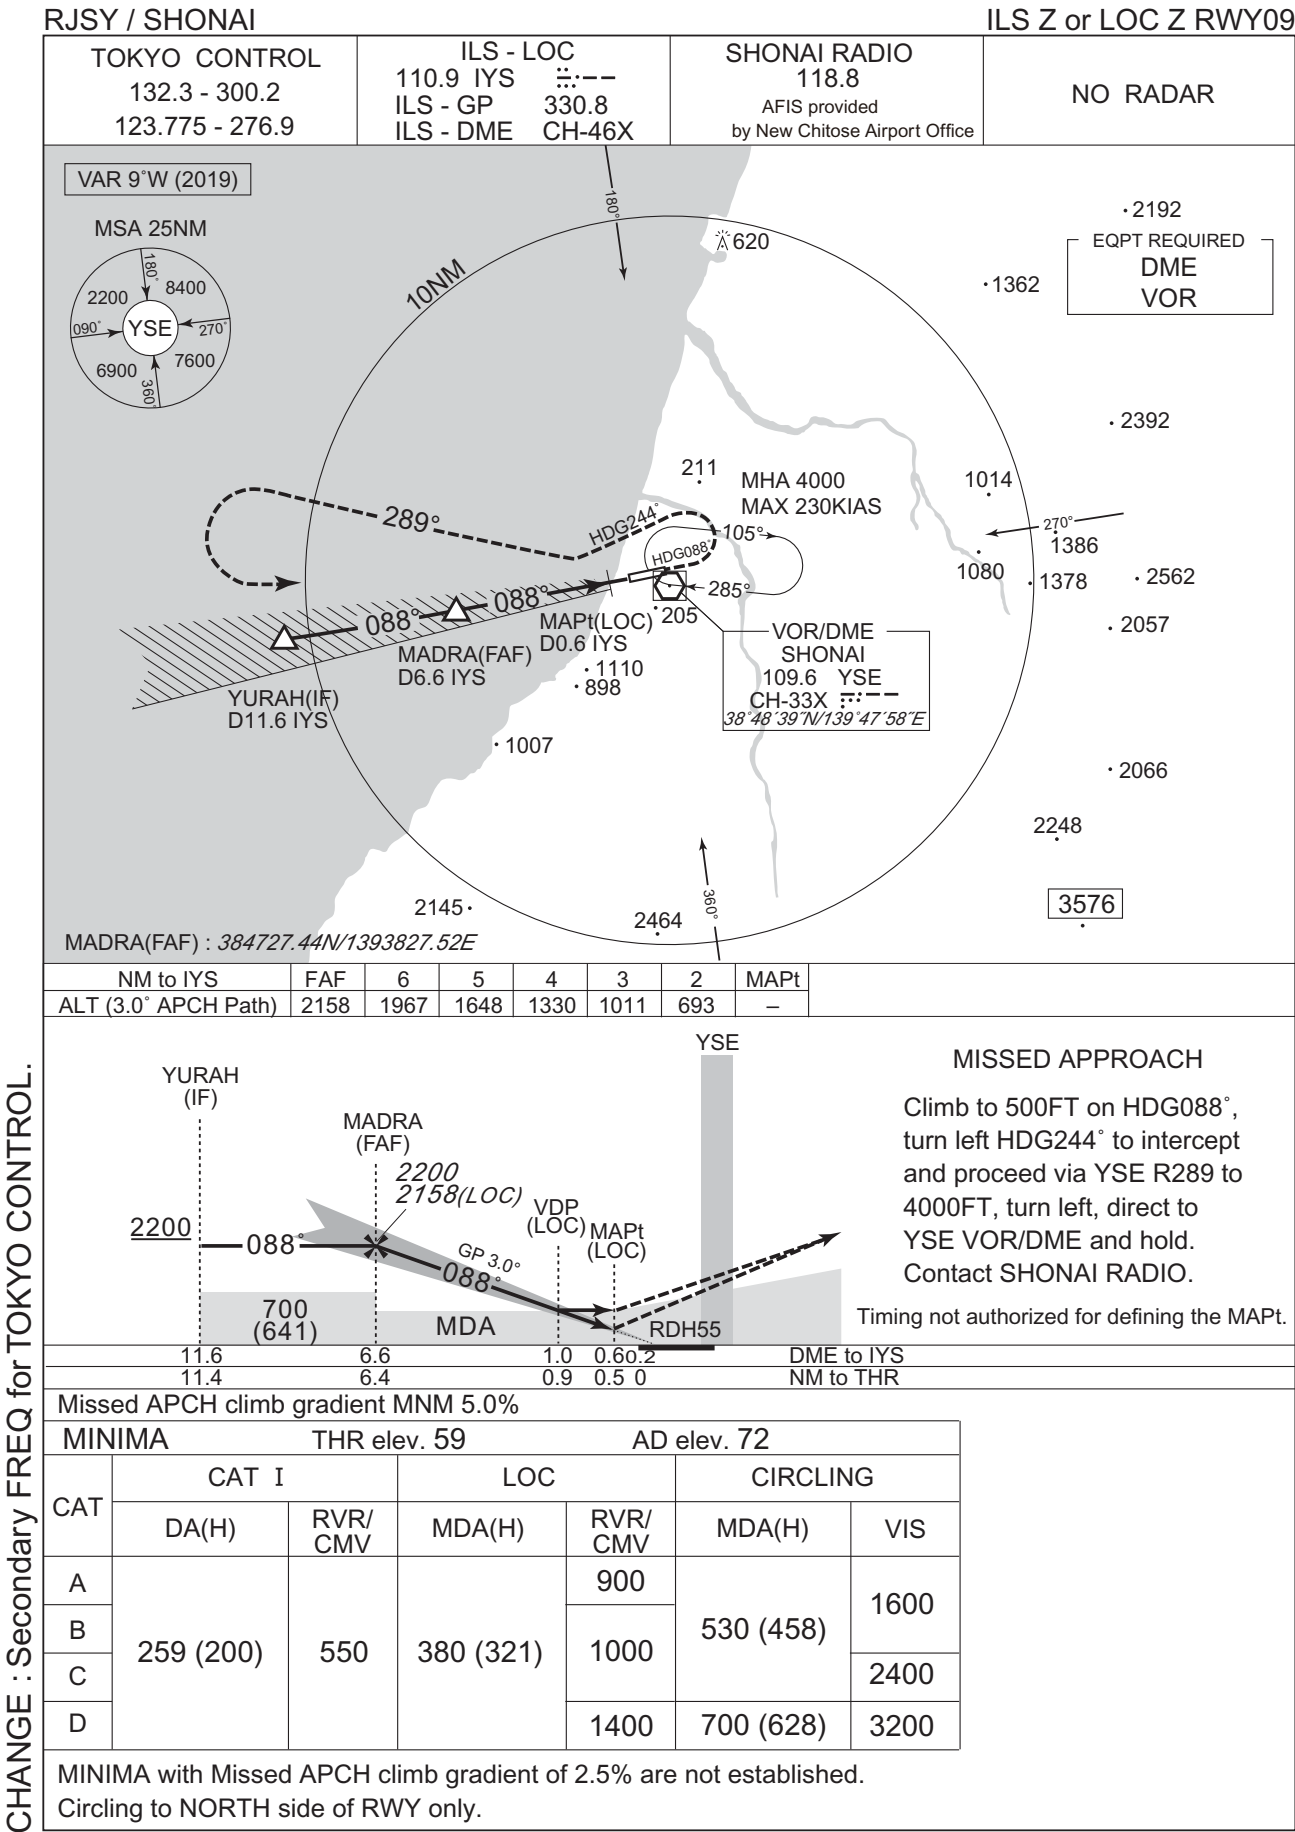 RJSY / SHONAI
ILS Z or LOC Z RWY09
TOKYO CONTROL
132.3 - 300.2
123.775 - 276.9
ILS - LOC
110.9 IYS
ILS - GP 330.8
ILS - DME CH-46X
SHONAI RADIO
118.8
AFIS provided
by New Chitose Airport Office
NO RADAR
VAR 9°W (2019)
MSA 25NM
180°
2200
8400
090°
YSE
270°
6900
7600
360°
180°
10NM
620
2192
EQPT REQUIRED
DME
VOR
1362
2392
211
MHA 4000
MAX 230KIAS
1014
289°
HDG244°
105°
HDG088°
270°
1386
1080
1378
2562
285°
088°
088°
205
2057
MAPt(LOC)
D0.6 IYS
MADRA(FAF)
D6.6 IYS
1110
898
YURAH(IF)
D11.6 IYS
VOR/DME
SHONAI
109.6 YSE
CH-33X
38°48´39˝N/139°47´58˝E
1007
2066
2248
360°
3576
2145
2464
MADRA(FAF) : 384727.44N/1393827.52E
NM to IYS FAF 6 5 4 3 2 MAPt
ALT (3.0° APCH Path) 2158 1967 1648 1330 1011 693 –
YSE
YURAH
(IF)
MADRA
(FAF)
2200
2158(LOC)
VDP
(LOC)
MAPt
(LOC)
2200
088°
GP 3.0°
088°
700
(641)
MDA
RDH55
11.6 6.6 1.0 0.6 0.2 DME to IYS
11.4 6.4 0.9 0.5 0 NM to THR
MISSED APPROACH
Climb to 500FT on HDG088°,
turn left HDG244° to intercept
and proceed via YSE R289 to
4000FT, turn left, direct to
YSE VOR/DME and hold.
Contact SHONAI RADIO.
Timing not authorized for defining the MAPt.
Missed APCH climb gradient MNM 5.0%
MINIMA THR elev. 59 AD elev. 72
CAT
CAT I
LOC
CIRCLING
DA(H)
RVR/
CMV
MDA(H)
RVR/
CMV
MDA(H)
VIS
A
B
C
D
259 (200)
550
380 (321)
900
1000
1400
530 (458)
700 (628)
1600
2400
3200
MINIMA with Missed APCH climb gradient of 2.5% are not established.
Circling to NORTH side of RWY only.
CHANGE : Secondary FREQ for TOKYO CONTROL.